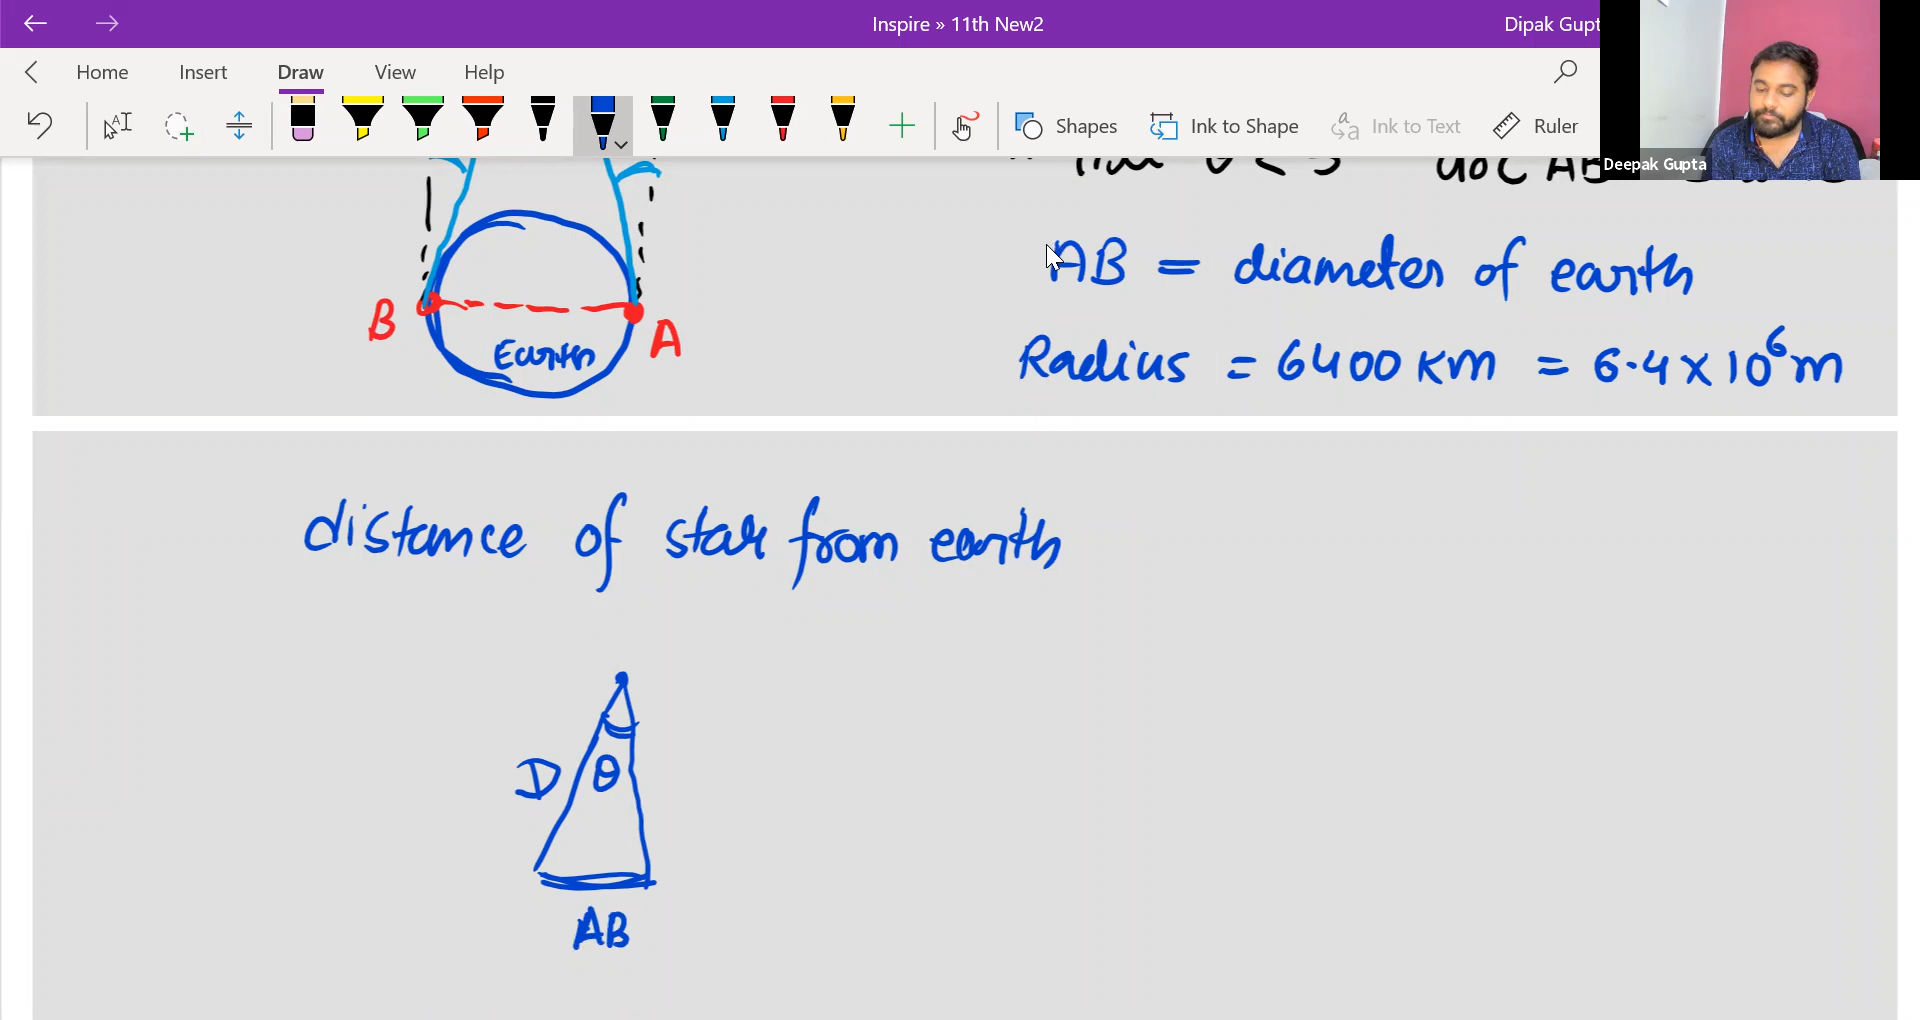 Inspire » 11th New2
Dipak Gupt
Home Insert Draw View Help
Shapes Ink to Shape Ink to Text Ruler
Deepak Gupta
AB = diameter of earth
B A
Earth
Radius = 6400 KM = 6.4 x 10⁶ m
distance of star from earth
D θ
AB